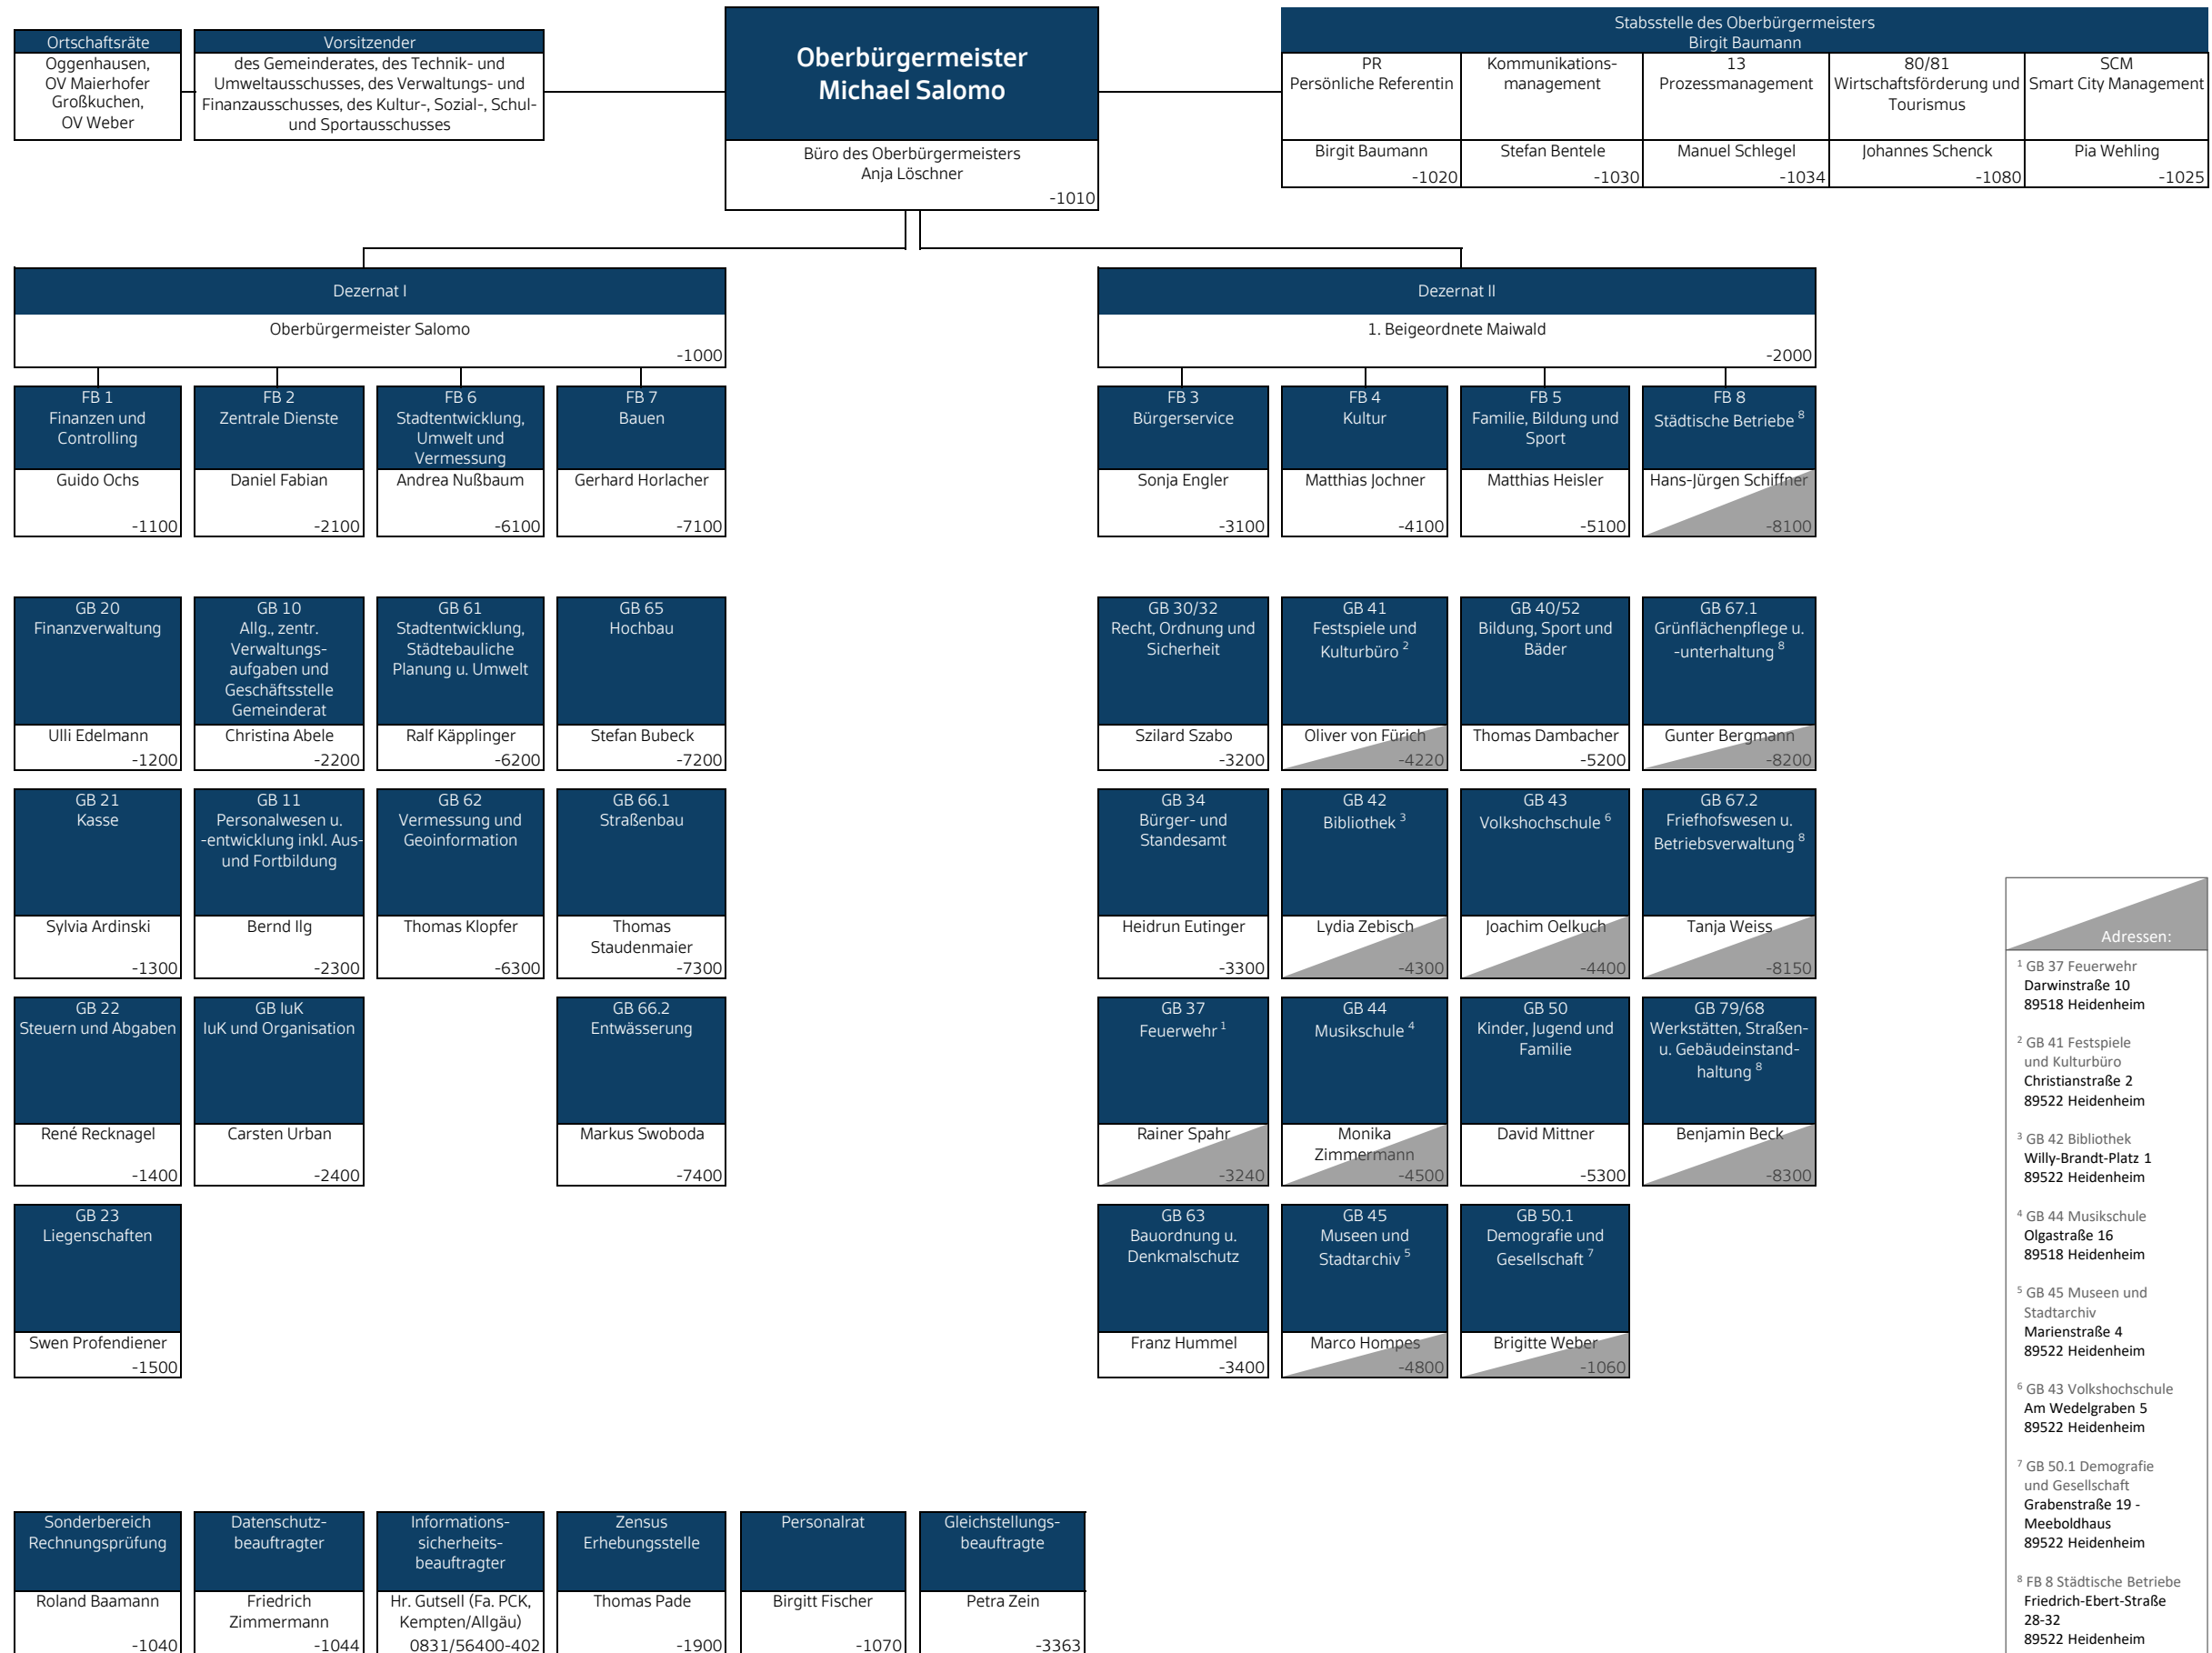 Ortschaftsräte
Oggenhausen,
OV Maierhofer
Großkuchen,
OV Weber
Vorsitzender
des Gemeinderates, des Technik- und
Umweltausschusses, des Verwaltungs- und
Finanzausschusses, des Kultur-, Sozial-, Schul-
und Sportausschusses
Oberbürgermeister
Michael Salomo
Büro des Oberbürgermeisters
Anja Löschner
-1010
Stabsstelle des Oberbürgermeisters
Birgit Baumann
PR
Persönliche Referentin
Birgit Baumann
-1020
Kommunikations-
management
Stefan Bentele
-1030
13
Prozessmanagement
Manuel Schlegel
-1034
80/81
Wirtschaftsförderung und
Tourismus
Johannes Schenck
-1080
SCM
Smart City Management
Pia Wehling
-1025
Dezernat I
Oberbürgermeister Salomo
-1000
Dezernat II
1. Beigeordnete Maiwald
-2000
FB 1
Finanzen und
Controlling
Guido Ochs
-1100
FB 2
Zentrale Dienste
Daniel Fabian
-2100
FB 6
Stadtentwicklung,
Umwelt und
Vermessung
Andrea Nußbaum
-6100
FB 7
Bauen
Gerhard Horlacher
-7100
FB 3
Bürgerservice
Sonja Engler
-3100
FB 4
Kultur
Matthias Jochner
-4100
FB 5
Familie, Bildung und
Sport
Matthias Heisler
-5100
FB 8
Städtische Betriebe 8
Hans-Jürgen Schiffner
-8100
GB 20
Finanzverwaltung
Ulli Edelmann
-1200
GB 10
Allg., zentr.
Verwaltungs-
aufgaben und
Geschäftsstelle
Gemeinderat
Christina Abele
-2200
GB 61
Stadtentwicklung,
Städtebauliche
Planung u. Umwelt
Ralf Käpplinger
-6200
GB 65
Hochbau
Stefan Bubeck
-7200
GB 30/32
Recht, Ordnung und
Sicherheit
Szilard Szabo
-3200
GB 41
Festspiele und
Kulturbüro 2
Oliver von Fürich
-4220
GB 40/52
Bildung, Sport und
Bäder
Thomas Dambacher
-5200
GB 67.1
Grünflächenpflege u.
-unterhaltung 8
Gunter Bergmann
-8200
GB 21
Kasse
Sylvia Ardinski
-1300
GB 11
Personalwesen u.
-entwicklung inkl. Aus-
und Fortbildung
Bernd Ilg
-2300
GB 62
Vermessung und
Geoinformation
Thomas Klopfer
-6300
GB 66.1
Straßenbau
Thomas
Staudenmaier
-7300
GB 34
Bürger- und
Standesamt
Heidrun Eutinger
-3300
GB 42
Bibliothek 3
Lydia Zebisch
-4300
GB 43
Volkshochschule 6
Joachim Oelkuch
-4400
GB 67.2
Friefhofswesen u.
Betriebsverwaltung 8
Tanja Weiss
-8150
GB 22
Steuern und Abgaben
René Recknagel
-1400
GB IuK
IuK und Organisation
Carsten Urban
-2400
GB 66.2
Entwässerung
Markus Swoboda
-7400
GB 37
Feuerwehr 1
Rainer Spahr
-3240
GB 44
Musikschule 4
Monika
Zimmermann
-4500
GB 50
Kinder, Jugend und
Familie
David Mittner
-5300
GB 79/68
Werkstätten, Straßen-
u. Gebäudeinstand-
haltung 8
Benjamin Beck
-8300
GB 23
Liegenschaften
Swen Profendiener
-1500
GB 63
Bauordnung u.
Denkmalschutz
Franz Hummel
-3400
GB 45
Museen und
Stadtarchiv 5
Marco Hompes
-4800
GB 50.1
Demografie und
Gesellschaft 7
Brigitte Weber
-1060
Sonderbereich
Rechnungsprüfung
Roland Baamann
-1040
Datenschutz-
beauftragter
Friedrich
Zimmermann
-1044
Informations-
sicherheits-
beauftragter
Hr. Gutsell (Fa. PCK,
Kempten/Allgäu)
0831/56400-402
Zensus
Erhebungsstelle
Thomas Pade
-1900
Personalrat
Birgitt Fischer
-1070
Gleichstellungs-
beauftragte
Petra Zein
-3363
Adressen:
1 GB 37 Feuerwehr
Darwinstraße 10
89518 Heidenheim
2 GB 41 Festspiele
und Kulturbüro
Christianstraße 2
89522 Heidenheim
3 GB 42 Bibliothek
Willy-Brandt-Platz 1
89522 Heidenheim
4 GB 44 Musikschule
Olgastraße 16
89518 Heidenheim
5 GB 45 Museen und
Stadtarchiv
Marienstraße 4
89522 Heidenheim
6 GB 43 Volkshochschule
Am Wedelgraben 5
89522 Heidenheim
7 GB 50.1 Demografie
und Gesellschaft
Grabenstraße 19 -
Meeboldhaus
89522 Heidenheim
8 FB 8 Städtische Betriebe
Friedrich-Ebert-Straße
28-32
89522 Heidenheim